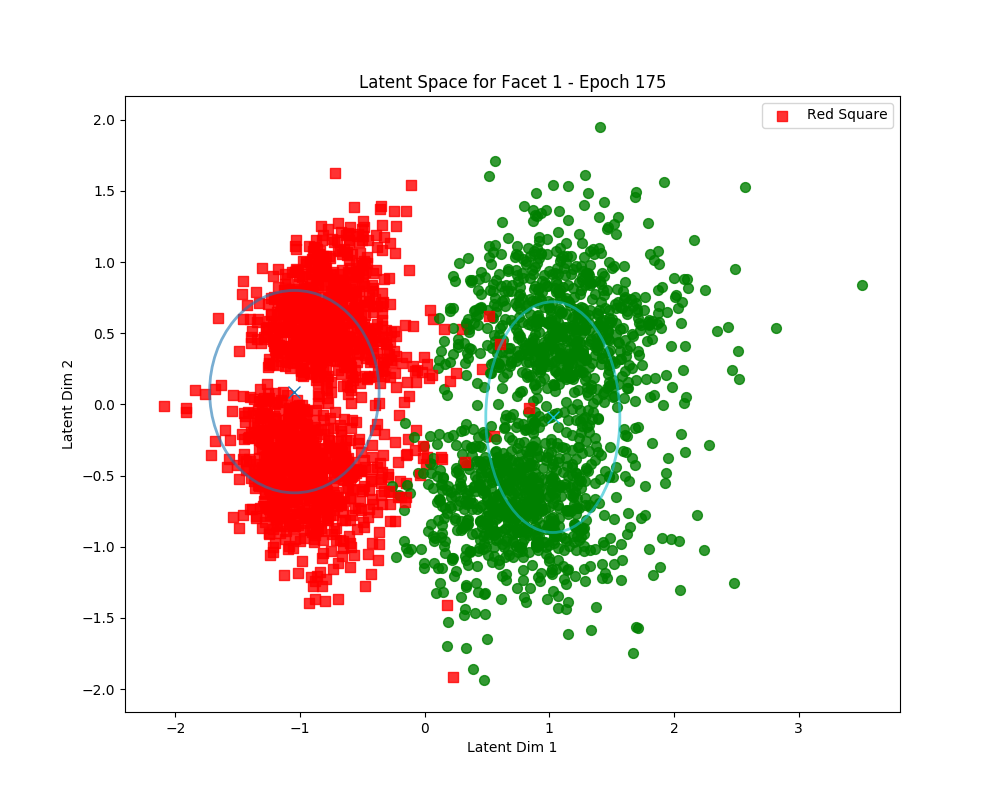 Latent Space for Facet 1 - Epoch 175
Red Square
2.0
1.5
1.0
0.5
0.0
−0.5
−1.0
−1.5
−2.0
Latent Dim 2
−2 −1 0 1 2 3
Latent Dim 1